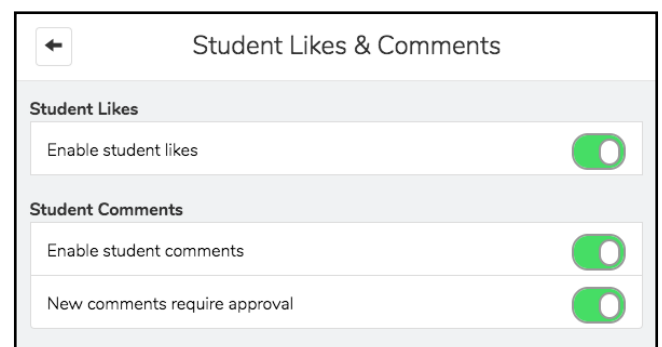 Student Likes & Comments
Student Likes
Enable student likes
Student Comments
Enable student comments
New comments require approval